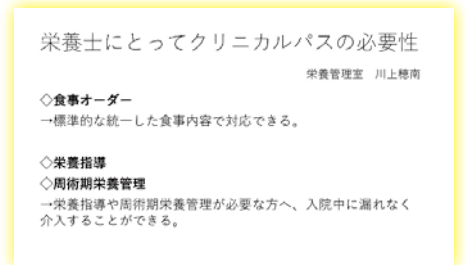 栄養士にとってクリニカルパスの必要性
栄養管理室　川上穂南
◇食事オーダー
→標準的な統一した食事内容で対応できる。
◇栄養指導
◇周術期栄養管理
→栄養指導や周術期栄養管理が必要な方へ、入院中に漏れなく
介入することができる。